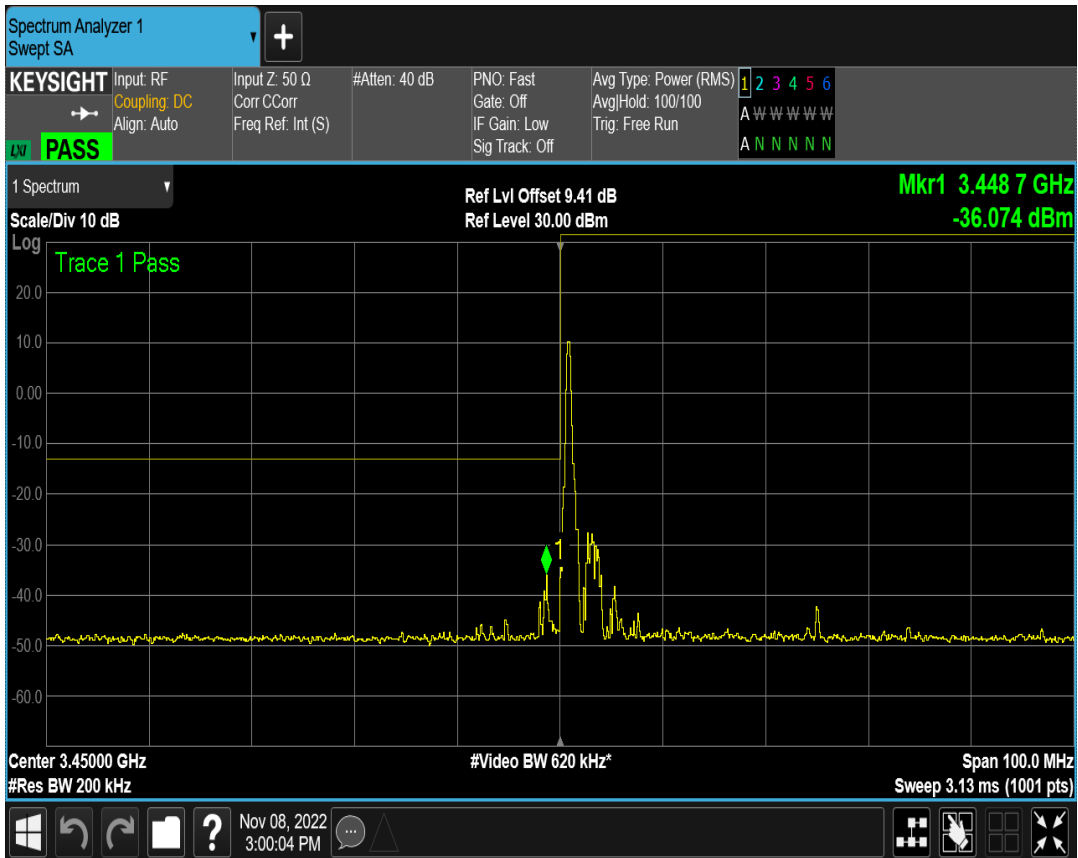 Spectrum Analyzer 1
Swept SA
KEYSIGHT
Input: RF
Coupling: DC
Align: Auto
Input Z: 50 Ω
Corr CCorr
Freq Ref: Int (S)
#Atten: 40 dB
PNO: Fast
Gate: Off
IF Gain: Low
Sig Track: Off
Avg Type: Power (RMS)
Avg|Hold: 100/100
Trig: Free Run
1 2 3 4 5 6
A W W W W W
A N N N N N
LXI
PASS
1 Spectrum
Scale/Div 10 dB
Ref Lvl Offset 9.41 dB
Ref Level 30.00 dBm
Mkr1 3.448 7 GHz
-36.074 dBm
Log
Trace 1 Pass
20.0
10.0
0.00
-10.0
-20.0
-30.0
-40.0
-50.0
-60.0
Center 3.45000 GHz
#Res BW 200 kHz
#Video BW 620 kHz*
Span 100.0 MHz
Sweep 3.13 ms (1001 pts)
?
Nov 08, 2022
3:00:04 PM